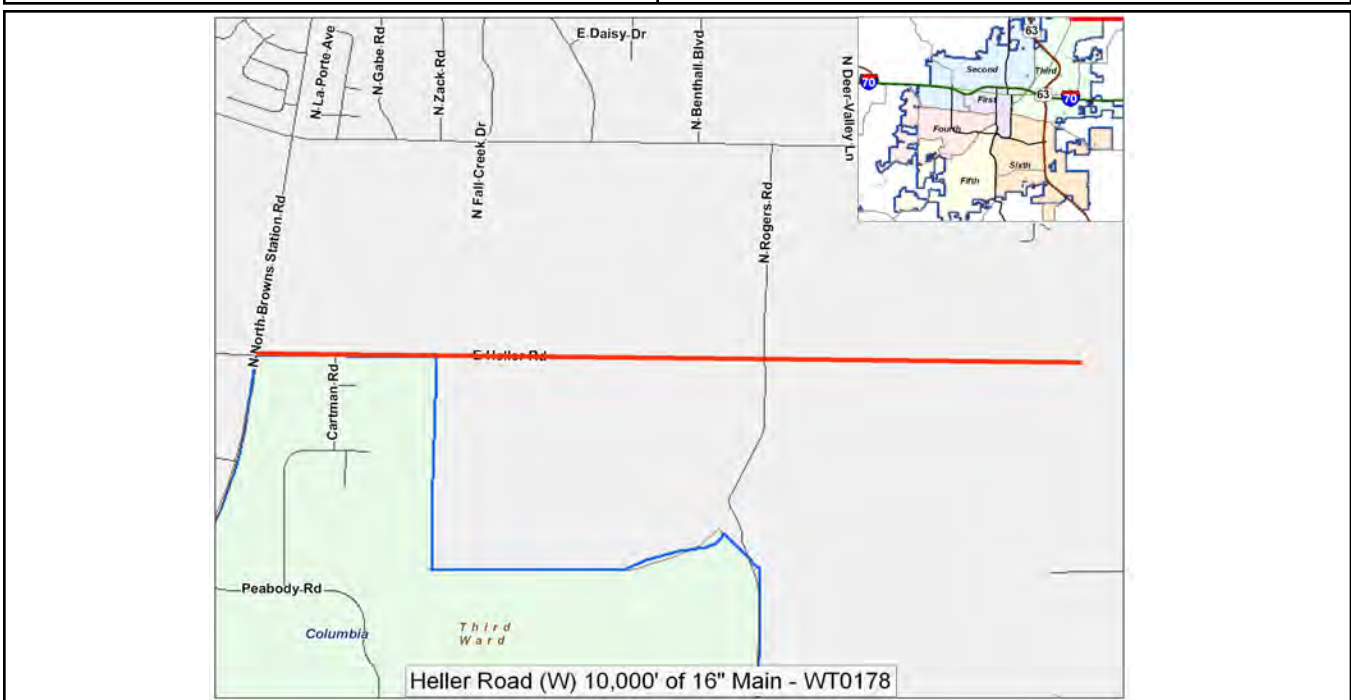 N La Porte Ave
N Gabe Rd
N Zack Rd
E Daisy Dr
N Benthall Blvd
N Deer Valley Ln
N Fall Creek Dr
N Rogers Rd
N North Browns Station Rd
E Heller Rd
Cartman Rd
Peabody Rd
Columbia
Third
Ward
63
Second
Third
70
First
63
70
Fourth
Sixth
Fifth
Heller Road (W) 10,000' of 16" Main - WT0178